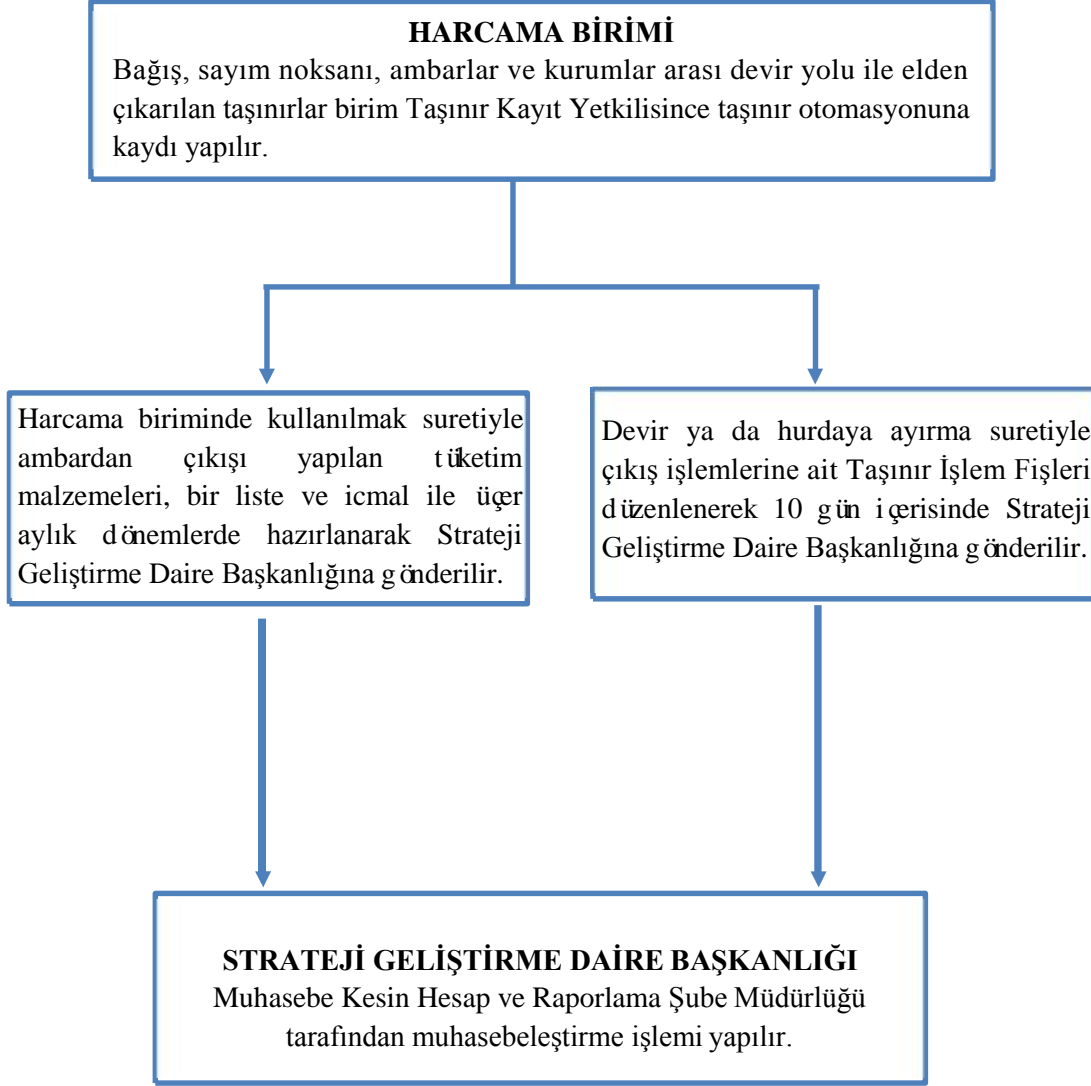 HARCAMA BİRİMİ
Bağış, sayım noksanı, ambarlar ve kurumlar arası devir yolu ile elden
çıkarılan taşınırlar birim Taşınır Kayıt Yetkilisince taşınır otomasyonuna
kaydı yapılır.
Harcama biriminde kullanılmak suretiyle
ambardan çıkışı yapılan tüketim
malzemeleri, bir liste ve icmal ile üçer
aylık dönemlerde hazırlanarak Strateji
Geliştirme Daire Başkanlığına gönderilir.
Devir ya da hurdaya ayırma suretiyle
çıkış işlemlerine ait Taşınır İşlem Fişleri
düzenlenerek 10 gün içerisinde Strateji
Geliştirme Daire Başkanlığına gönderilir.
STRATEJİ GELİŞTİRME DAİRE BAŞKANLIĞI
Muhasebe Kesin Hesap ve Raporlama Şube Müdürlüğü
tarafından muhasebeleştirme işlemi yapılır.